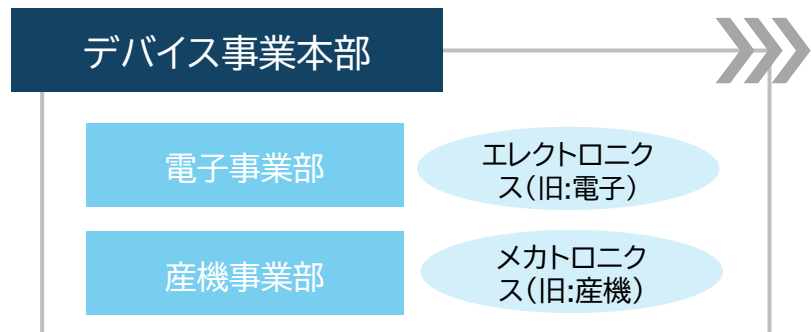 デバイス事業本部
電子事業部
エレクトロニク
ス(旧:電子)
産機事業部
メカトロニク
ス(旧:産機)